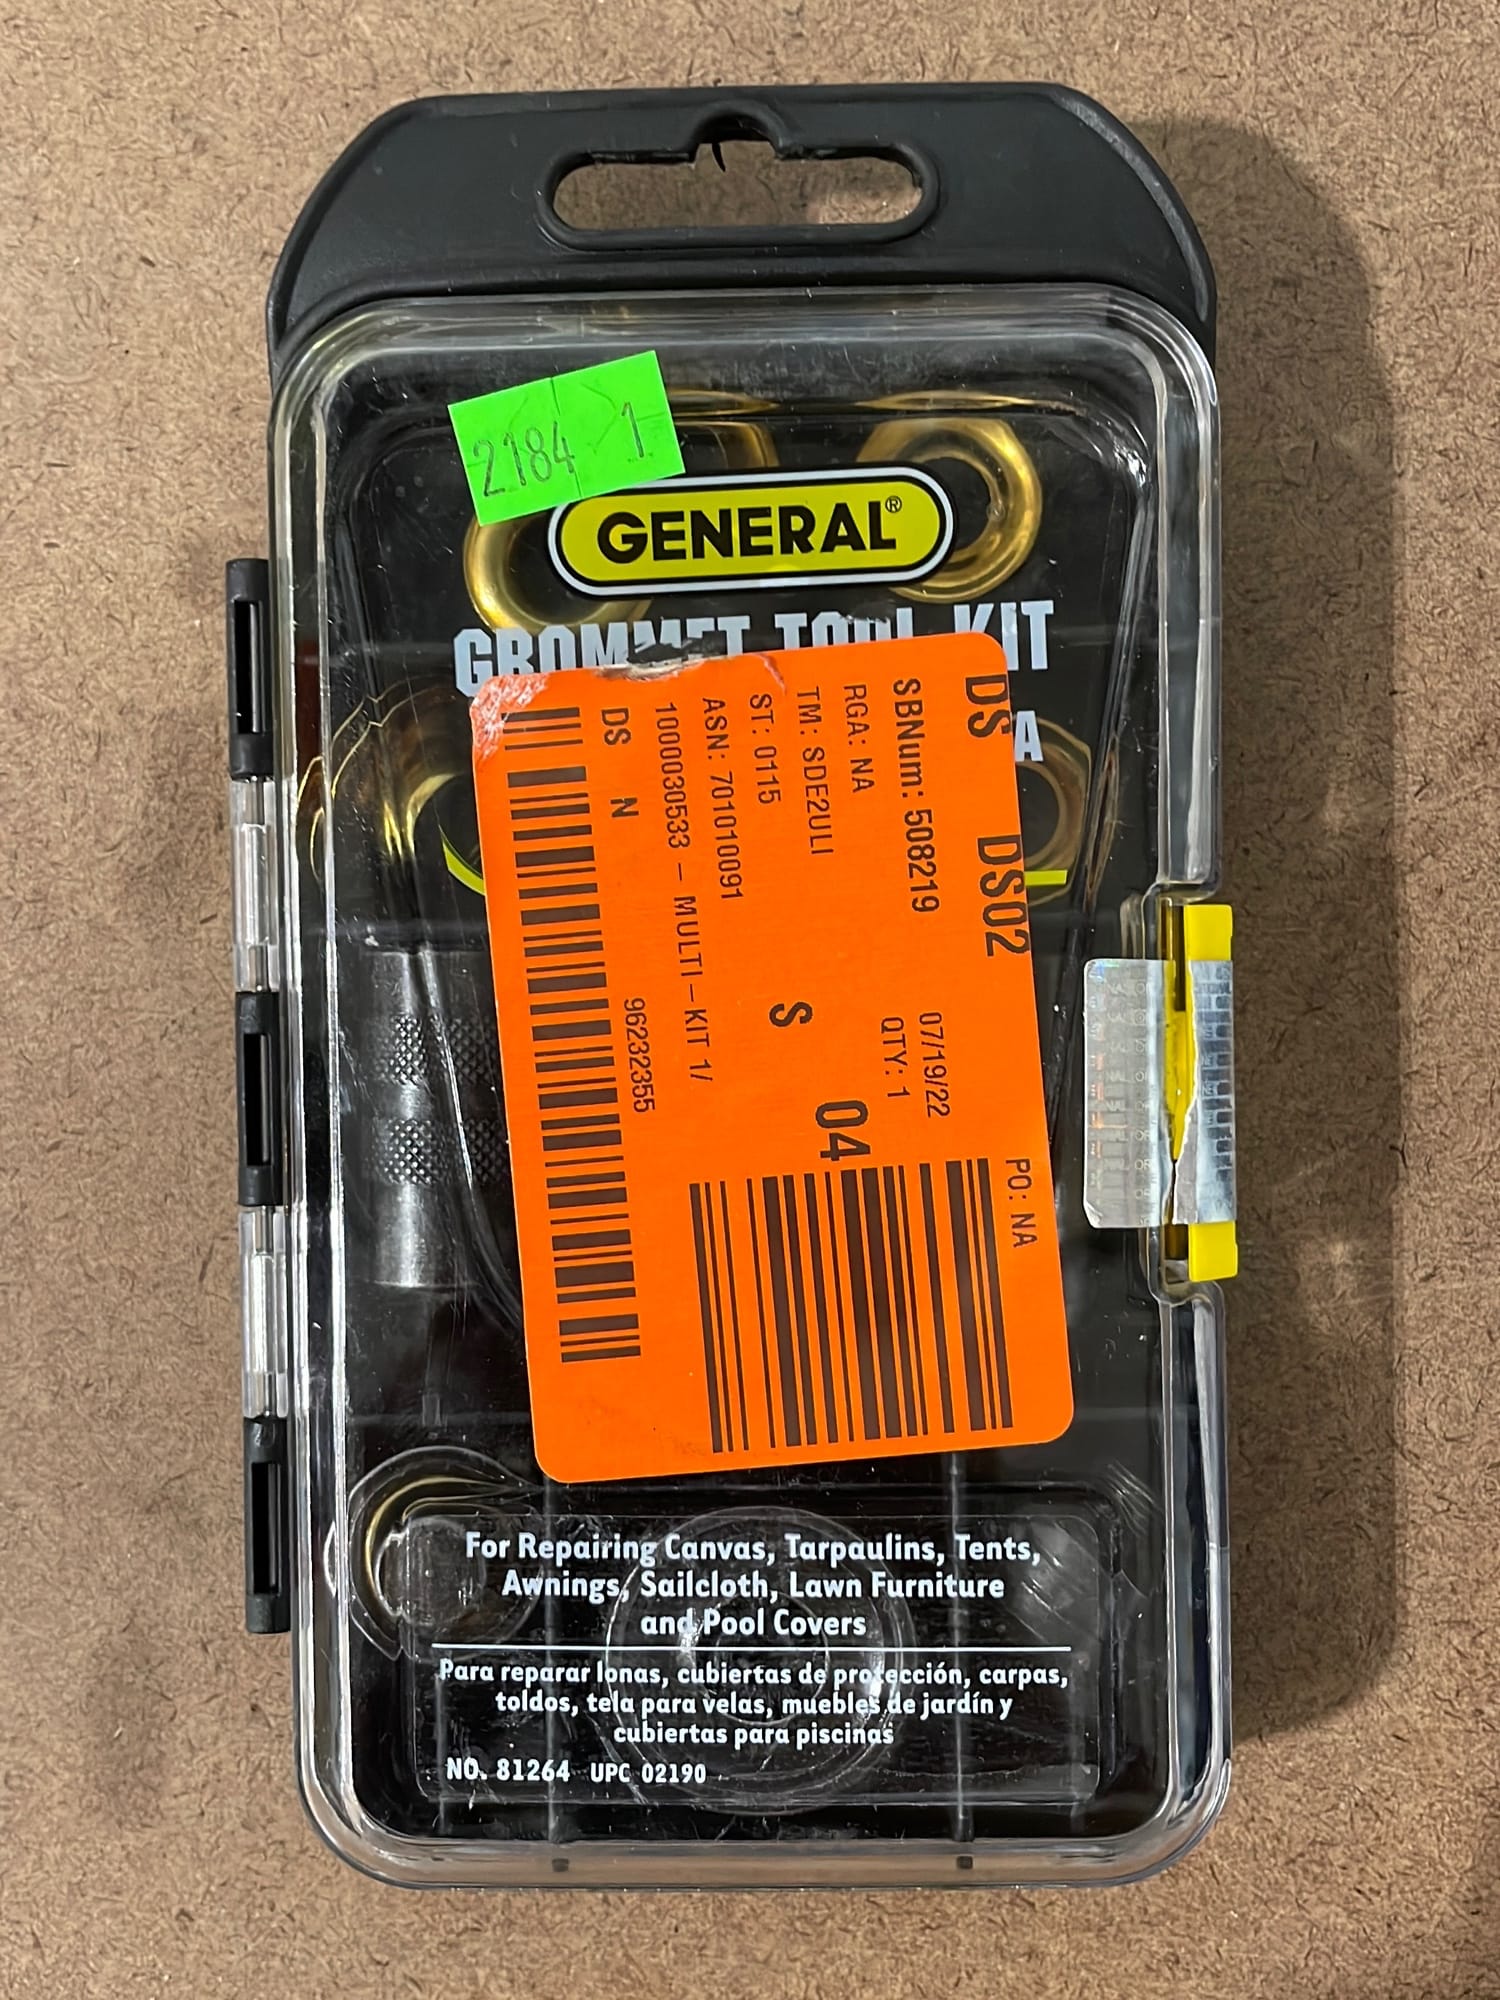 2184 1
GENERAL®
GROMMET TOOL KIT
A
DS DS02
SBNum: 508219 07/19/22 PO: NA
RGA: NA QTY: 1
TM: SDE2ULI 04
ST: 0115 S
ASN: 701010091
1000030533 - MULTI-KIT 1/
DS N 96232355
For Repairing Canvas, Tarpaulins, Tents,
Awnings, Sailcloth, Lawn Furniture
and Pool Covers
Para reparar lonas, cubiertas de protección, carpas,
toldos, tela para velas, muebles de jardín y
cubiertas para piscinas
NO. 81264 UPC 02190